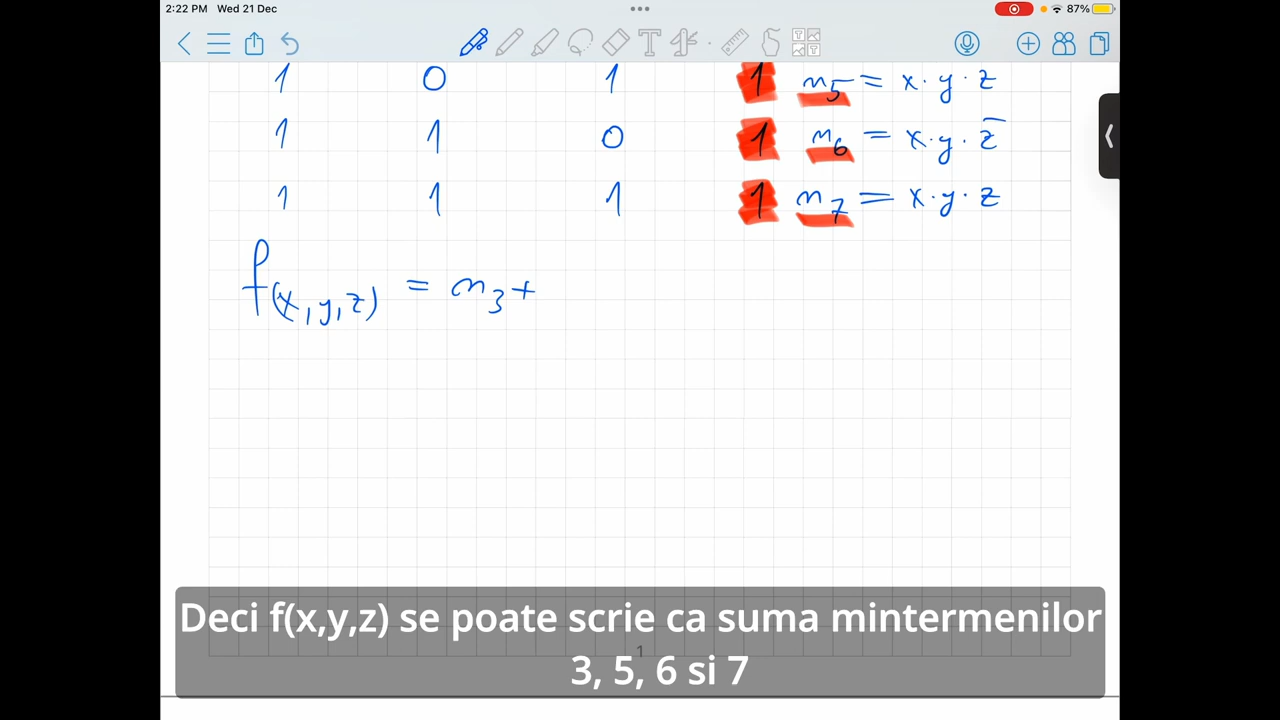 2:22 PM Wed 21 Dec 87%
1 0 1 1 m5 = x · y · z
1 1 0 1 m6 = x · y · z̅
1 1 1 1 m7 = x · y · z
f(x,y,z) = m3 +
1
Deci f(x,y,z) se poate scrie ca suma mintermenilor
3, 5, 6 si 7